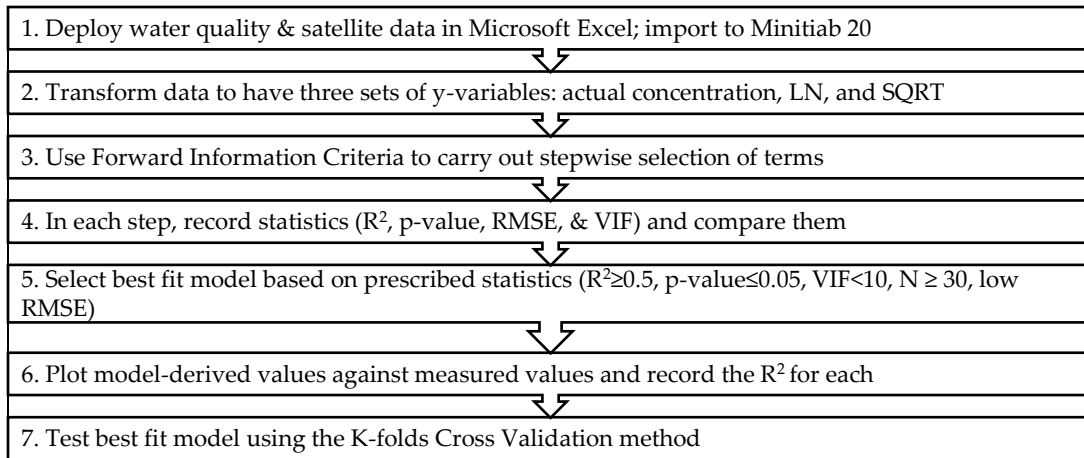 1. Deploy water quality & satellite data in Microsoft Excel; import to Minitiab 20
2. Transform data to have three sets of y-variables: actual concentration, LN, and SQRT
3. Use Forward Information Criteria to carry out stepwise selection of terms
4. In each step, record statistics (R², p-value, RMSE, & VIF) and compare them
5. Select best fit model based on prescribed statistics (R²≥0.5, p-value≤0.05, VIF<10, N ≥ 30, low
RMSE)
6. Plot model-derived values against measured values and record the R² for each
7. Test best fit model using the K-folds Cross Validation method